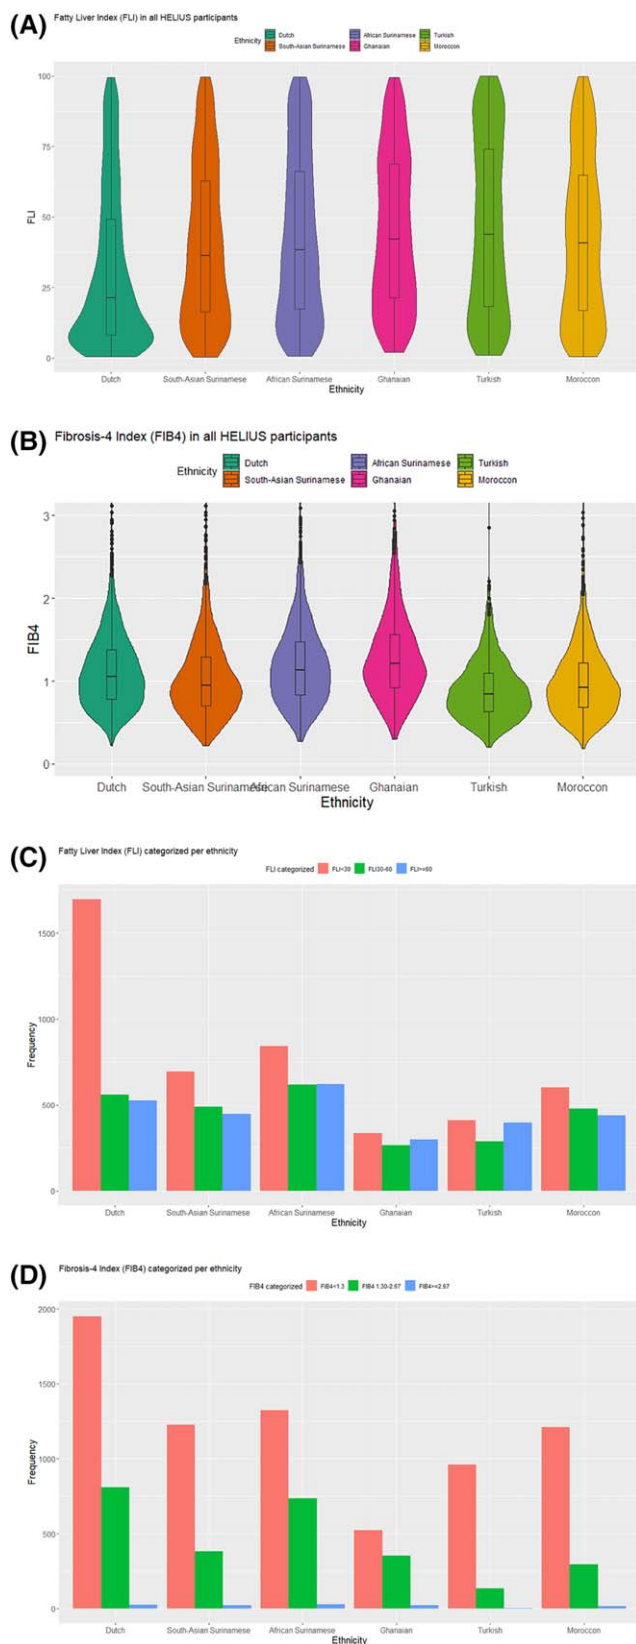 (A)
Fatty Liver Index (FLI) in all HELIUS participants
Ethnicity
Dutch African Surinamese Turkish
South-Asian Surinamese Ghanaian Moroccon
100
75
50
25
0
FLI
Dutch South-Asian Surinamese African Surinamese Ghanaian Turkish Moroccon
Ethnicity
(B)
Fibrosis-4 Index (FIB4) in all HELIUS participants
Ethnicity
Dutch African Surinamese Turkish
South-Asian Surinamese Ghanaian Moroccon
3
2
1
0
FIB4
Dutch South-Asian Surinamese African Surinamese Ghanaian Turkish Moroccon
Ethnicity
(C)
Fatty Liver Index (FLI) categorized per ethnicity
FLI categorized FLI<30 FLI30-60 FLI>=60
1500
1000
500
0
Frequency
Dutch South-Asian Surinamese African Surinamese Ghanaian Turkish Moroccon
Ethnicity
(D)
Fibrosis-4 Index (FIB4) categorized per ethnicity
FIB4 categorized FIB4<1.3 FIB4 1.30-2.67 FIB4>=2.67
2000
1500
1000
500
0
Frequency
Dutch South-Asian Surinamese African Surinamese Ghanaian Turkish Moroccon
Ethnicity